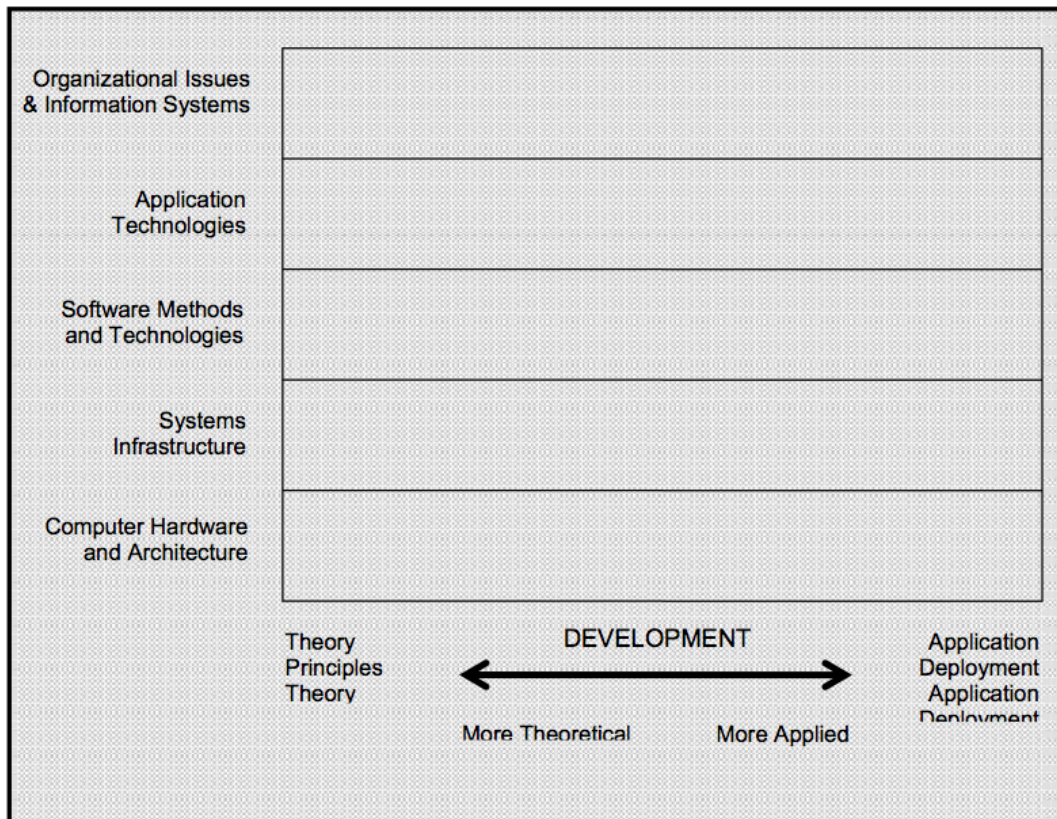 Organizational Issues
& Information Systems
Application
Technologies
Software Methods
and Technologies
Systems
Infrastructure
Computer Hardware
and Architecture
Theory
Principles
Theory
DEVELOPMENT
Application
Deployment
Application
Deployment
More Theoretical
More Applied